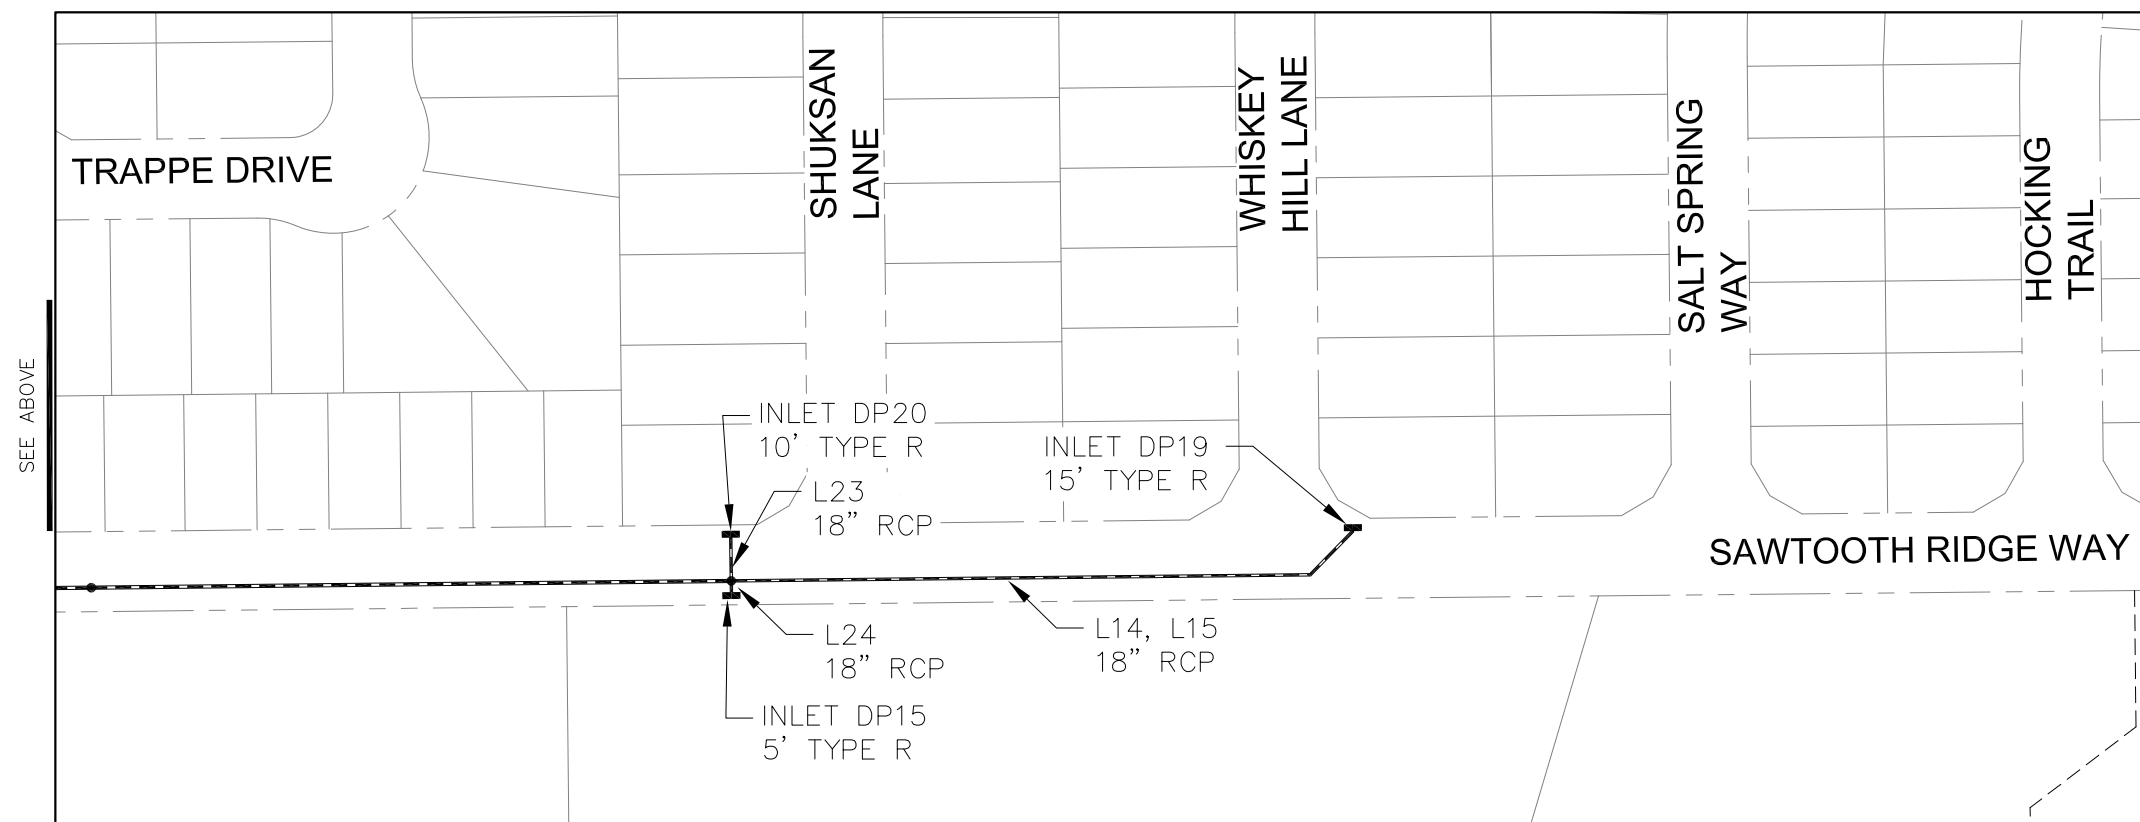 TRAPPE DRIVE
SHUKSAN
LANE
WHISKEY
HILL LANE
SALT SPRING
WAY
HOCKING
TRAIL
SEE ABOVE
INLET DP20
10’ TYPE R
L23
18” RCP
INLET DP19
15’ TYPE R
SAWTOOTH RIDGE WAY
L24
18” RCP
L14, L15
18” RCP
INLET DP15
5’ TYPE R